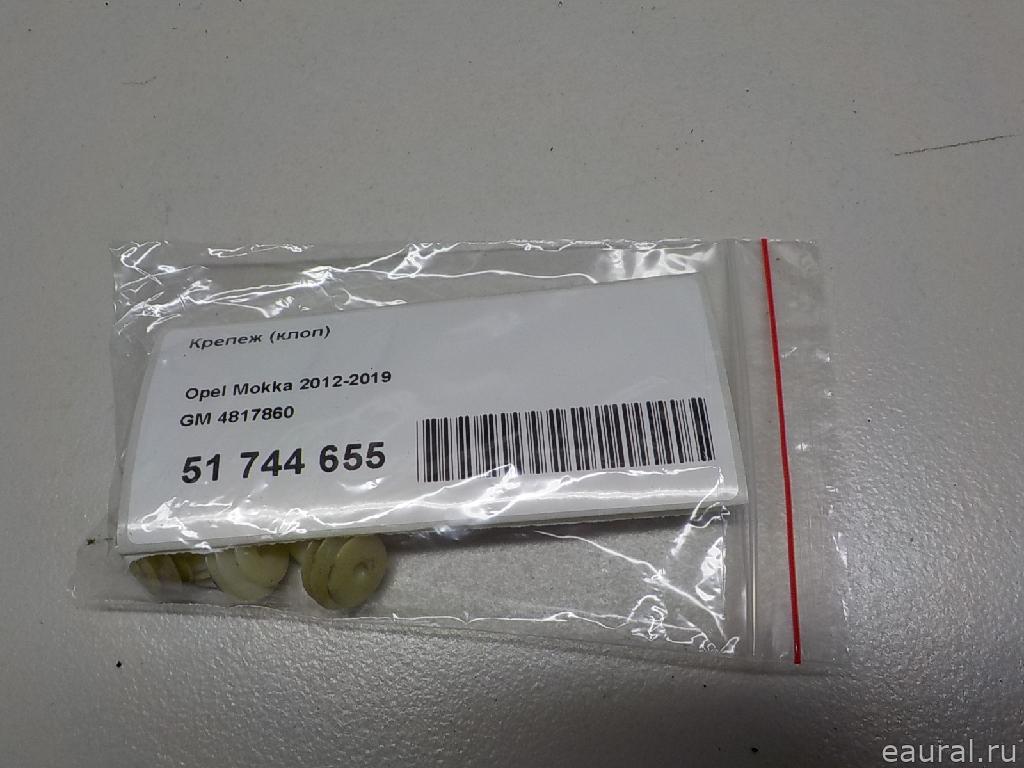 Крепеж (клоп)
Opel Mokka 2012-2019
GM 4817860
51 744 655
eaural.ru